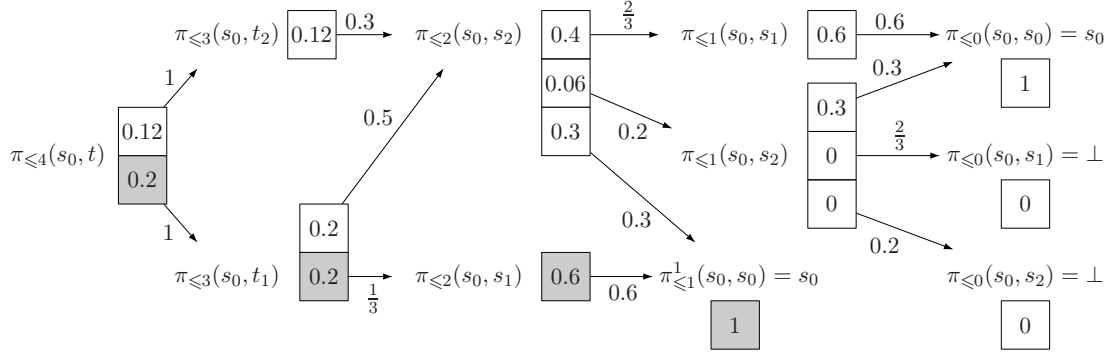 π⩽3(s0, t2) 0.12 0.3 π⩽2(s0, s2) 0.4 2/3 π⩽1(s0, s1) 0.6 0.6 π⩽0(s0, s0) = s0
1 0.06 0.3 1
0.12 0.5 0.3 0.2 0.3 2/3
π⩽4(s0, t) π⩽1(s0, s2) 0 π⩽0(s0, s1) = ⊥
0.2 0 0
1 0.2 0.3 0.2
π⩽3(s0, t1) 0.2 1/3 π⩽2(s0, s1) 0.6 0.6 π¹⩽1(s0, s0) = s0 π⩽0(s0, s2) = ⊥
1 0